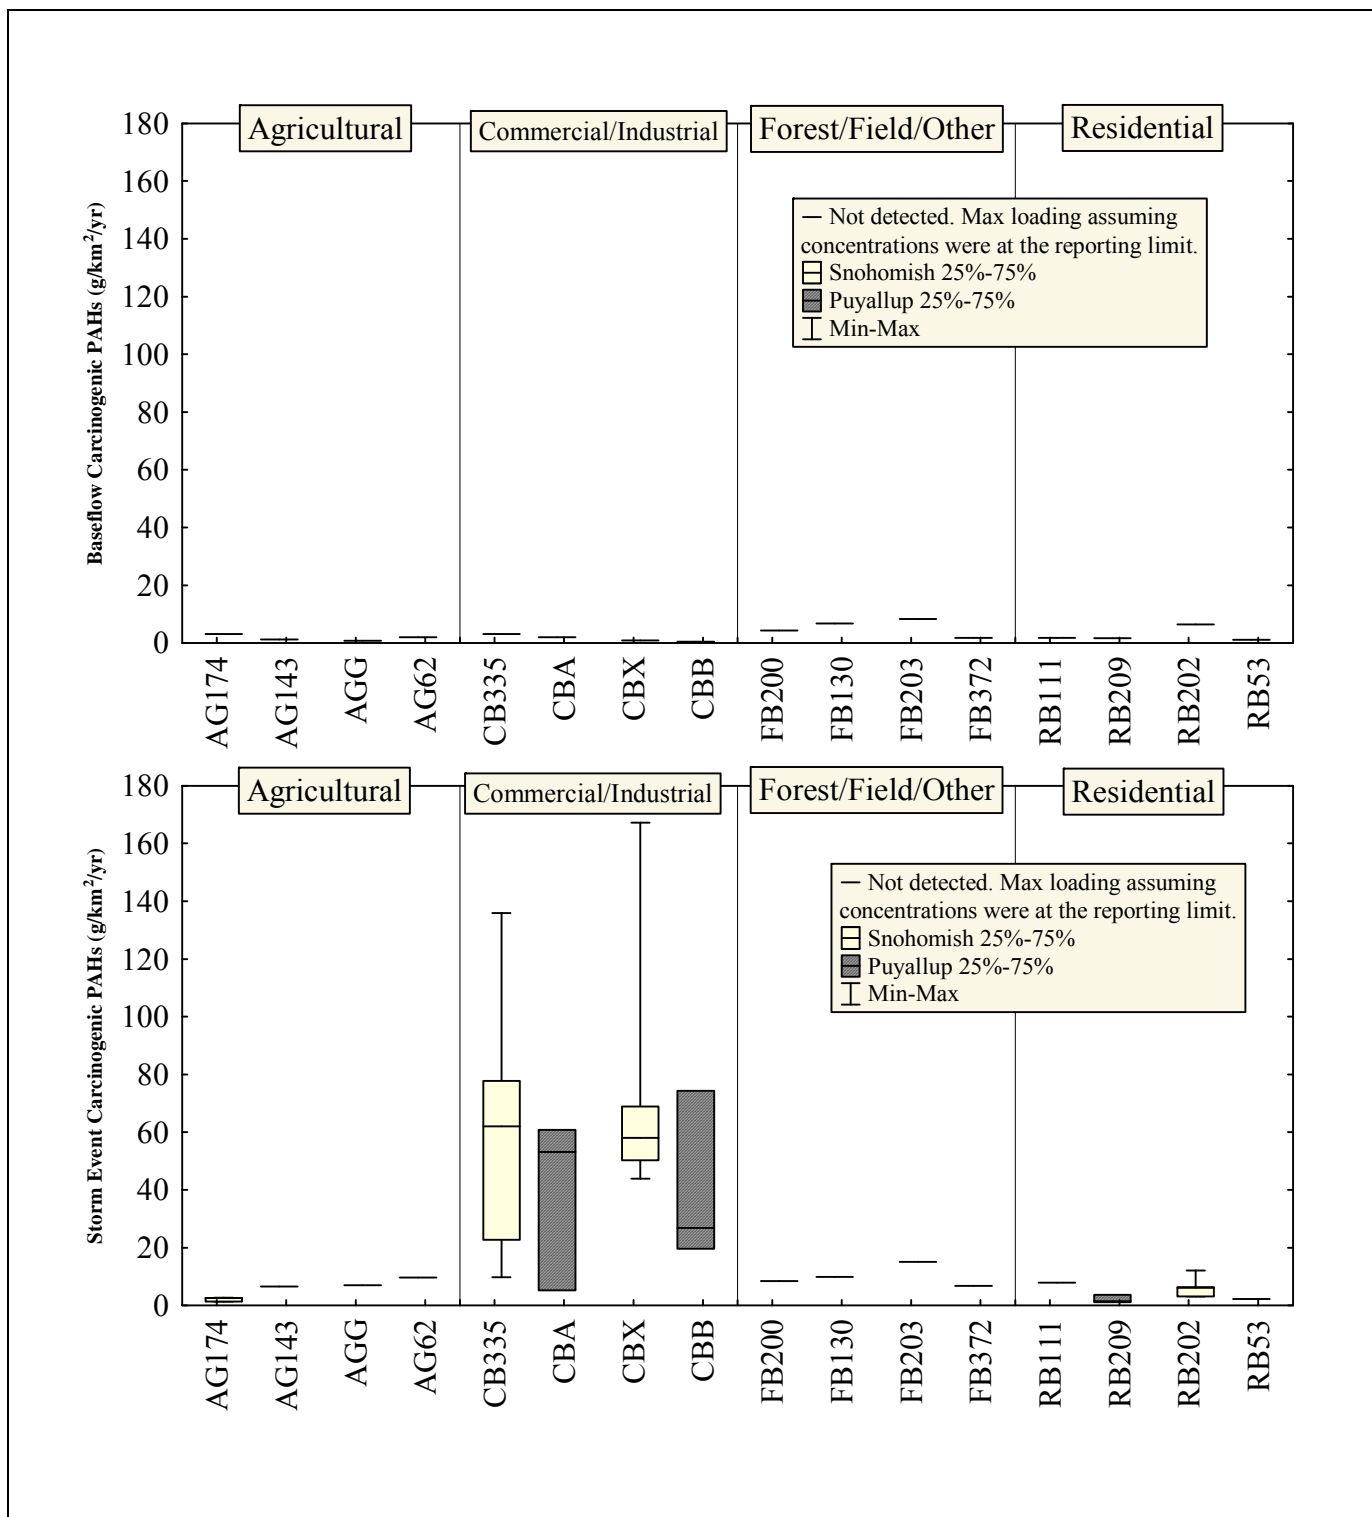 Agricultural
Commercial/Industrial
Forest/Field/Other
Residential
Baseflow Carcinogenic PAHs (g/km²/yr)
180
160
140
120
100
80
60
40
20
0
— Not detected. Max loading assuming
concentrations were at the reporting limit.
Snohomish 25%-75%
Puyallup 25%-75%
Min-Max
AG174
AG143
AGG
AG62
CB335
CBA
CBX
CBB
FB200
FB130
FB203
FB372
RB111
RB209
RB202
RB53
Agricultural
Commercial/Industrial
Forest/Field/Other
Residential
Storm Event Carcinogenic PAHs (g/km²/yr)
180
160
140
120
100
80
60
40
20
0
— Not detected. Max loading assuming
concentrations were at the reporting limit.
Snohomish 25%-75%
Puyallup 25%-75%
Min-Max
AG174
AG143
AGG
AG62
CB335
CBA
CBX
CBB
FB200
FB130
FB203
FB372
RB111
RB209
RB202
RB53